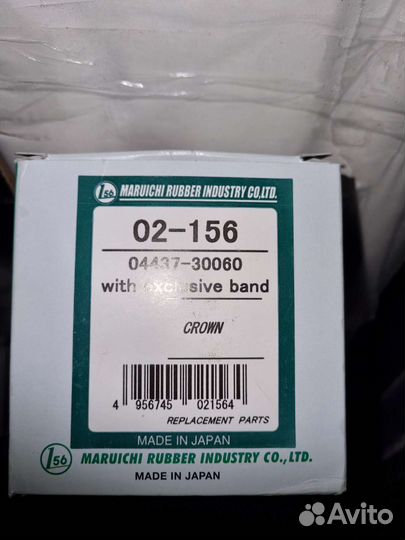 156 MARUICHI RUBBER INDUSTRY CO,LTD.
02-156
04437-30060
with exclusive band
CROWN
4 956745 021564
REPLACEMENT PARTS
MADE IN JAPAN
156 MARUICHI RUBBER INDUSTRY CO.,LTD.
MADE IN JAPAN
Avito